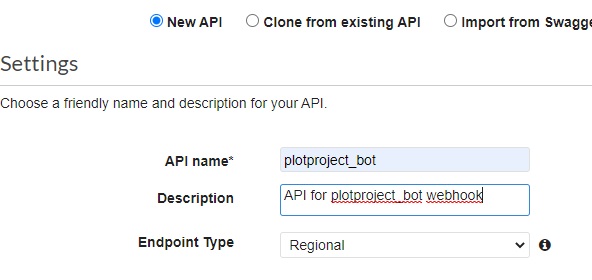 New API Clone from existing API Import from Swagge
Settings
Choose a friendly name and description for your API.
API name* plotproject_bot
Description API for plotproject_bot webhook
Endpoint Type Regional